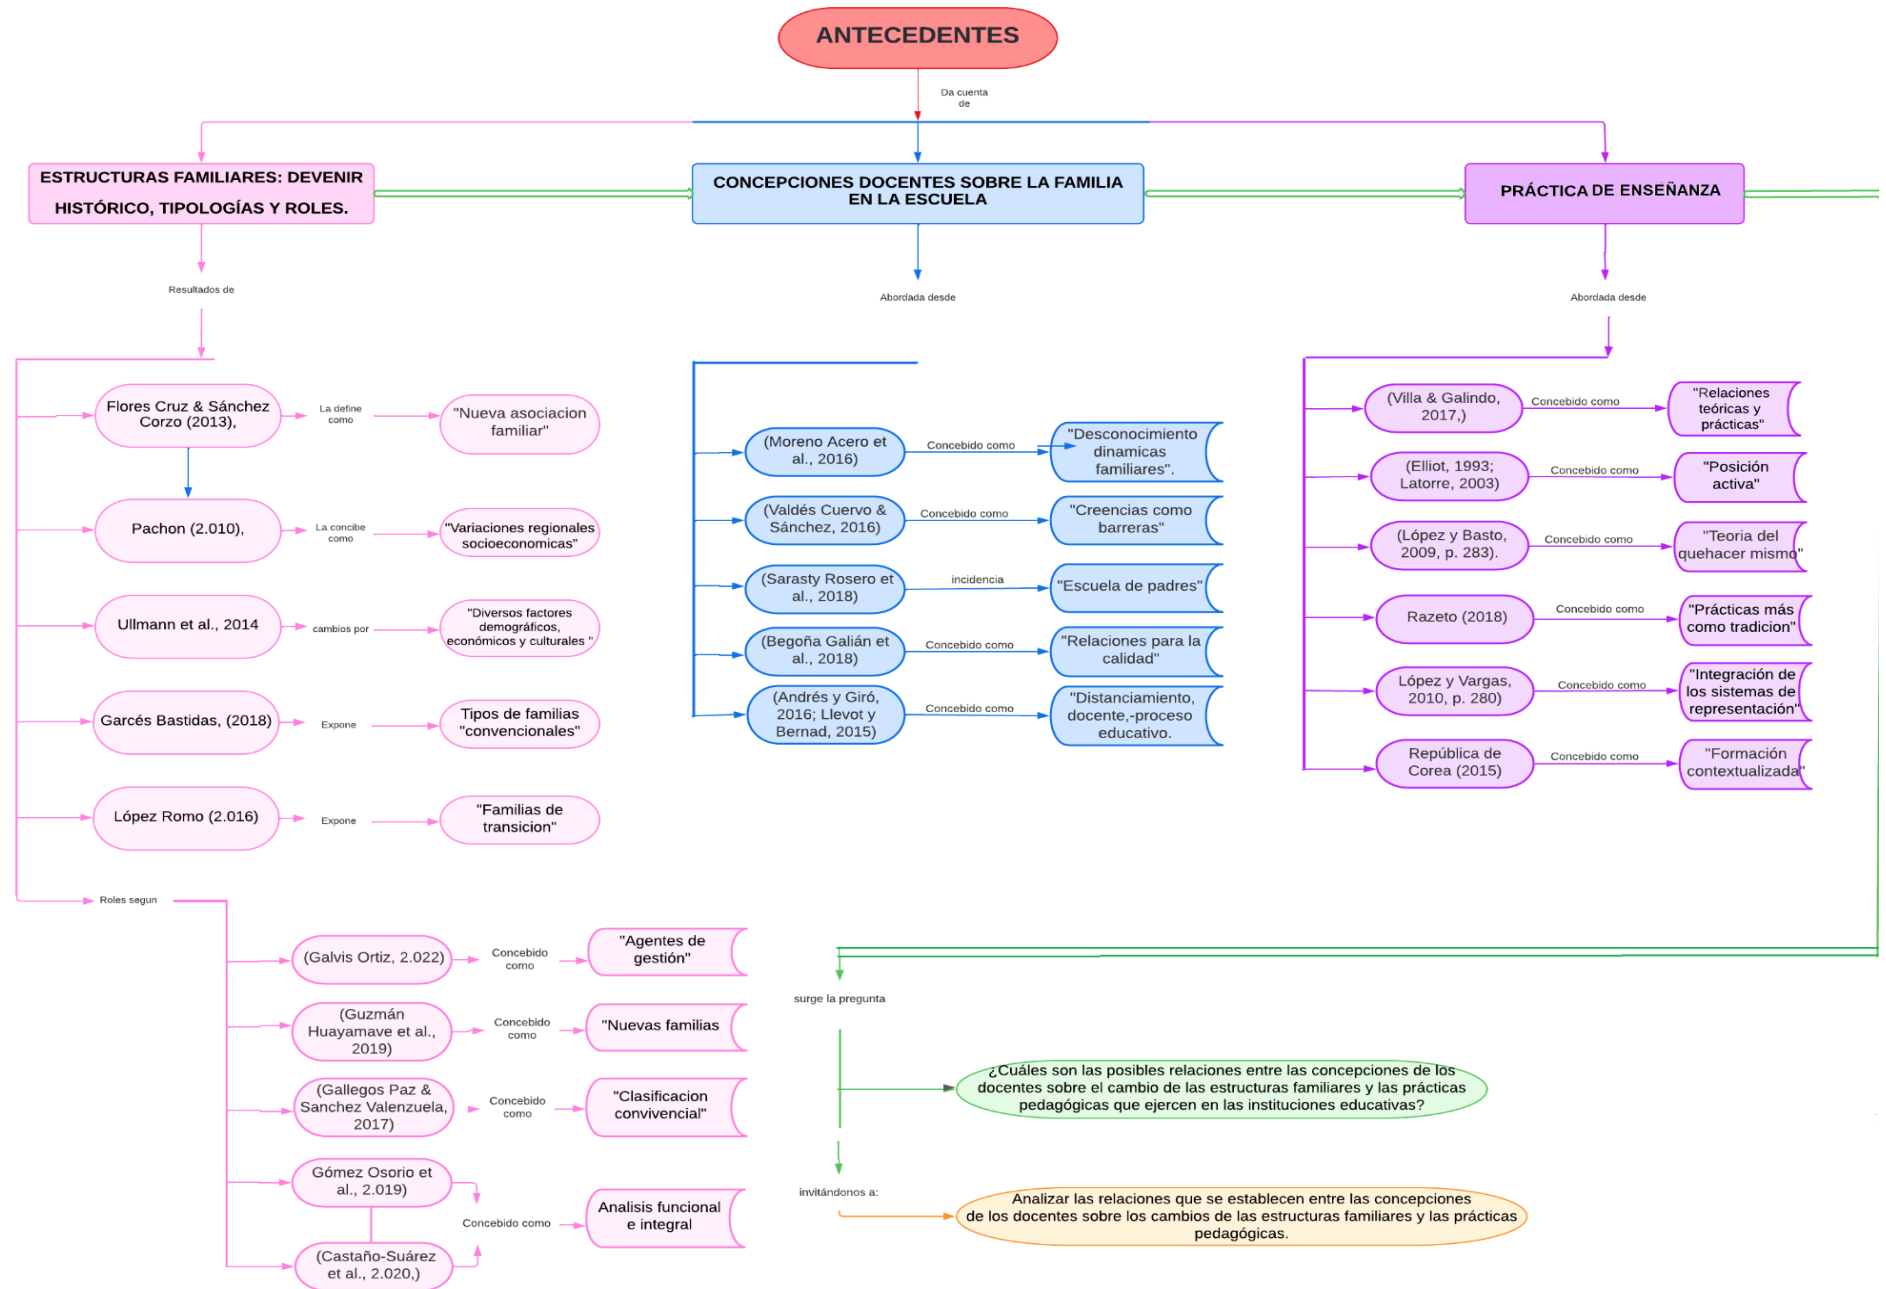 ANTECEDENTES
Da cuenta
de
ESTRUCTURAS FAMILIARES: DEVENIR
HISTÓRICO, TIPOLOGÍAS Y ROLES.
CONCEPCIONES DOCENTES SOBRE LA FAMILIA
EN LA ESCUELA
PRÁCTICA DE ENSEÑANZA
Resultados de
Flores Cruz & Sánchez
Corzo (2013),
La define
como
"Nueva asociacion
familiar"
Pachon (2.010),
La concibe
como
"Variaciones regionales
socioeconomicas"
Ullmann et al., 2014
cambios por
"Diversos factores
demográficos,
económicos y culturales "
Garcés Bastidas, (2018)
Expone
Tipos de familias
"convencionales"
López Romo (2.016)
Expone
"Familias de
transicion"
Roles segun
(Galvis Ortiz, 2.022)
Concebido
como
"Agentes de
gestión"
(Guzmán
Huayamave et al.,
2019)
Concebido
como
"Nuevas familias
(Gallegos Paz &
Sanchez Valenzuela,
2017)
Concebido
como
"Clasificacion
convivencial"
Gómez Osorio et
al., 2.019)
(Castaño-Suárez
et al., 2.020,)
Concebido como
Analisis funcional
e integral
Abordada desde
(Moreno Acero et
al., 2016)
Concebido como
"Desconocimiento
dinamicas
familiares".
(Valdés Cuervo &
Sánchez, 2016)
Concebido como
"Creencias como
barreras"
(Sarasty Rosero et
al., 2018)
incidencia
"Escuela de padres"
(Begoña Galián et
al., 2018)
Concebido como
"Relaciones para la
calidad"
(Andrés y Giró,
2016; Llevot y
Bernad, 2015)
Concebido como
"Distanciamiento,
docente,-proceso
educativo.
Abordada desde
(Villa & Galindo,
2017,)
Concebido como
"Relaciones
teóricas y
prácticas"
(Elliot, 1993;
Latorre, 2003)
Concebido como
"Posición
activa"
(López y Basto,
2009, p. 283).
Concebido como
"Teoria del
quehacer mismo"
Razeto (2018)
Concebido como
"Prácticas más
como tradicion"
López y Vargas,
2010, p. 280)
Concebido como
"Integración de
los sistemas de
representación"
República de
Corea (2015)
Concebido como
"Formación
contextualizada"
surge la pregunta
¿Cuáles son las posibles relaciones entre las concepciones de los
docentes sobre el cambio de las estructuras familiares y las prácticas
pedagógicas que ejercen en las instituciones educativas?
invitándonos a:
Analizar las relaciones que se establecen entre las concepciones
de los docentes sobre los cambios de las estructuras familiares y las prácticas
pedagógicas.